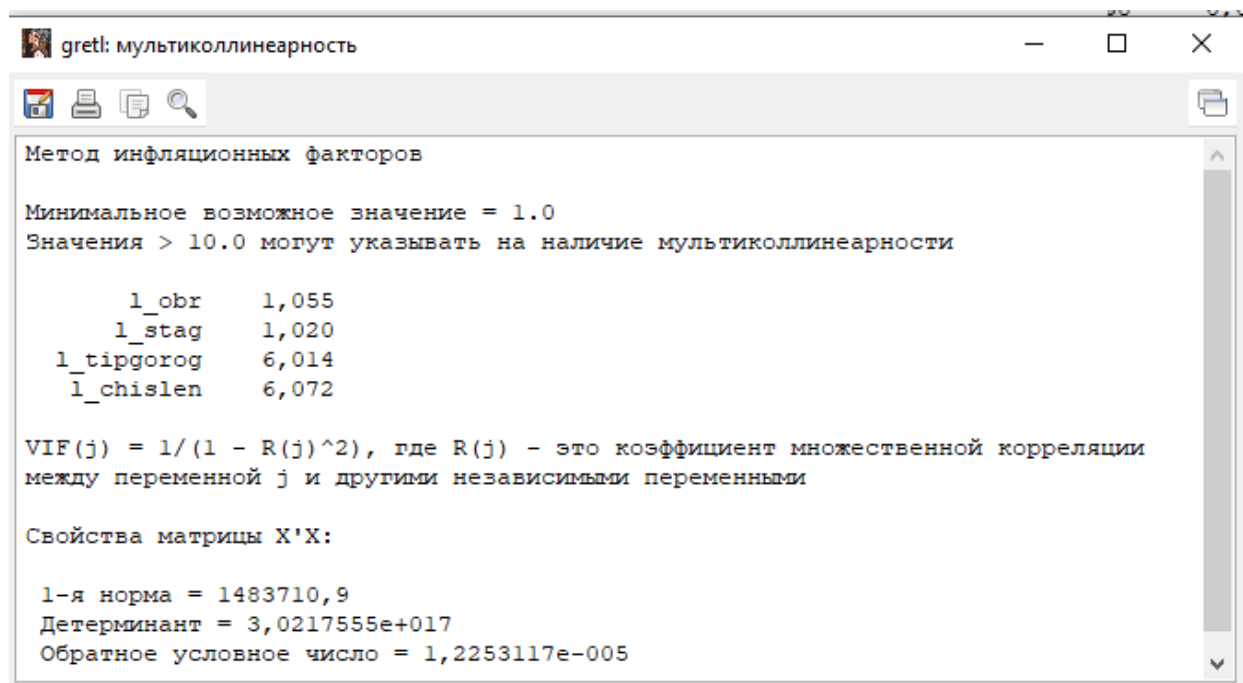 gretl: мультиколлинеарность
Метод инфляционных факторов
Минимальное возможное значение = 1.0
Значения > 10.0 могут указывать на наличие мультиколлинеарности
l_obr 1,055
l_stag 1,020
l_tipgorog 6,014
l_chislen 6,072
VIF(j) = 1/(1 - R(j)^2), где R(j) - это коэффициент множественной корреляции
между переменной j и другими независимыми переменными
Свойства матрицы X'X:
1-я норма = 1483710,9
Детерминант = 3,0217555e+017
Обратное условное число = 1,2253117e-005